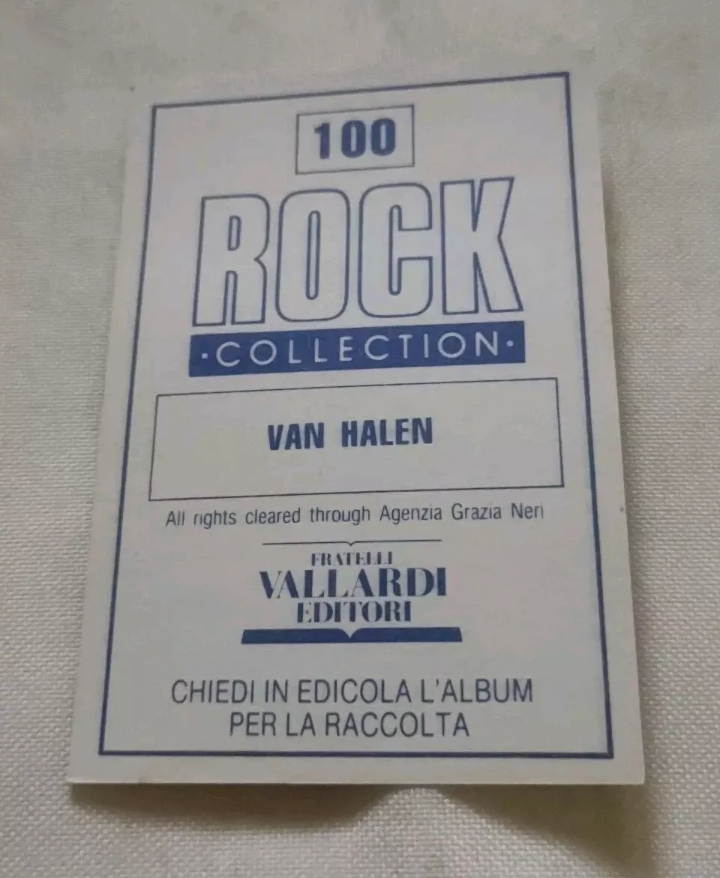 100
ROCK
·COLLECTION·
VAN HALEN
All rights cleared through Agenzia Grazia Neri
FRATELLI
VALLARDI
EDITORI
CHIEDI IN EDICOLA L'ALBUM
PER LA RACCOLTA